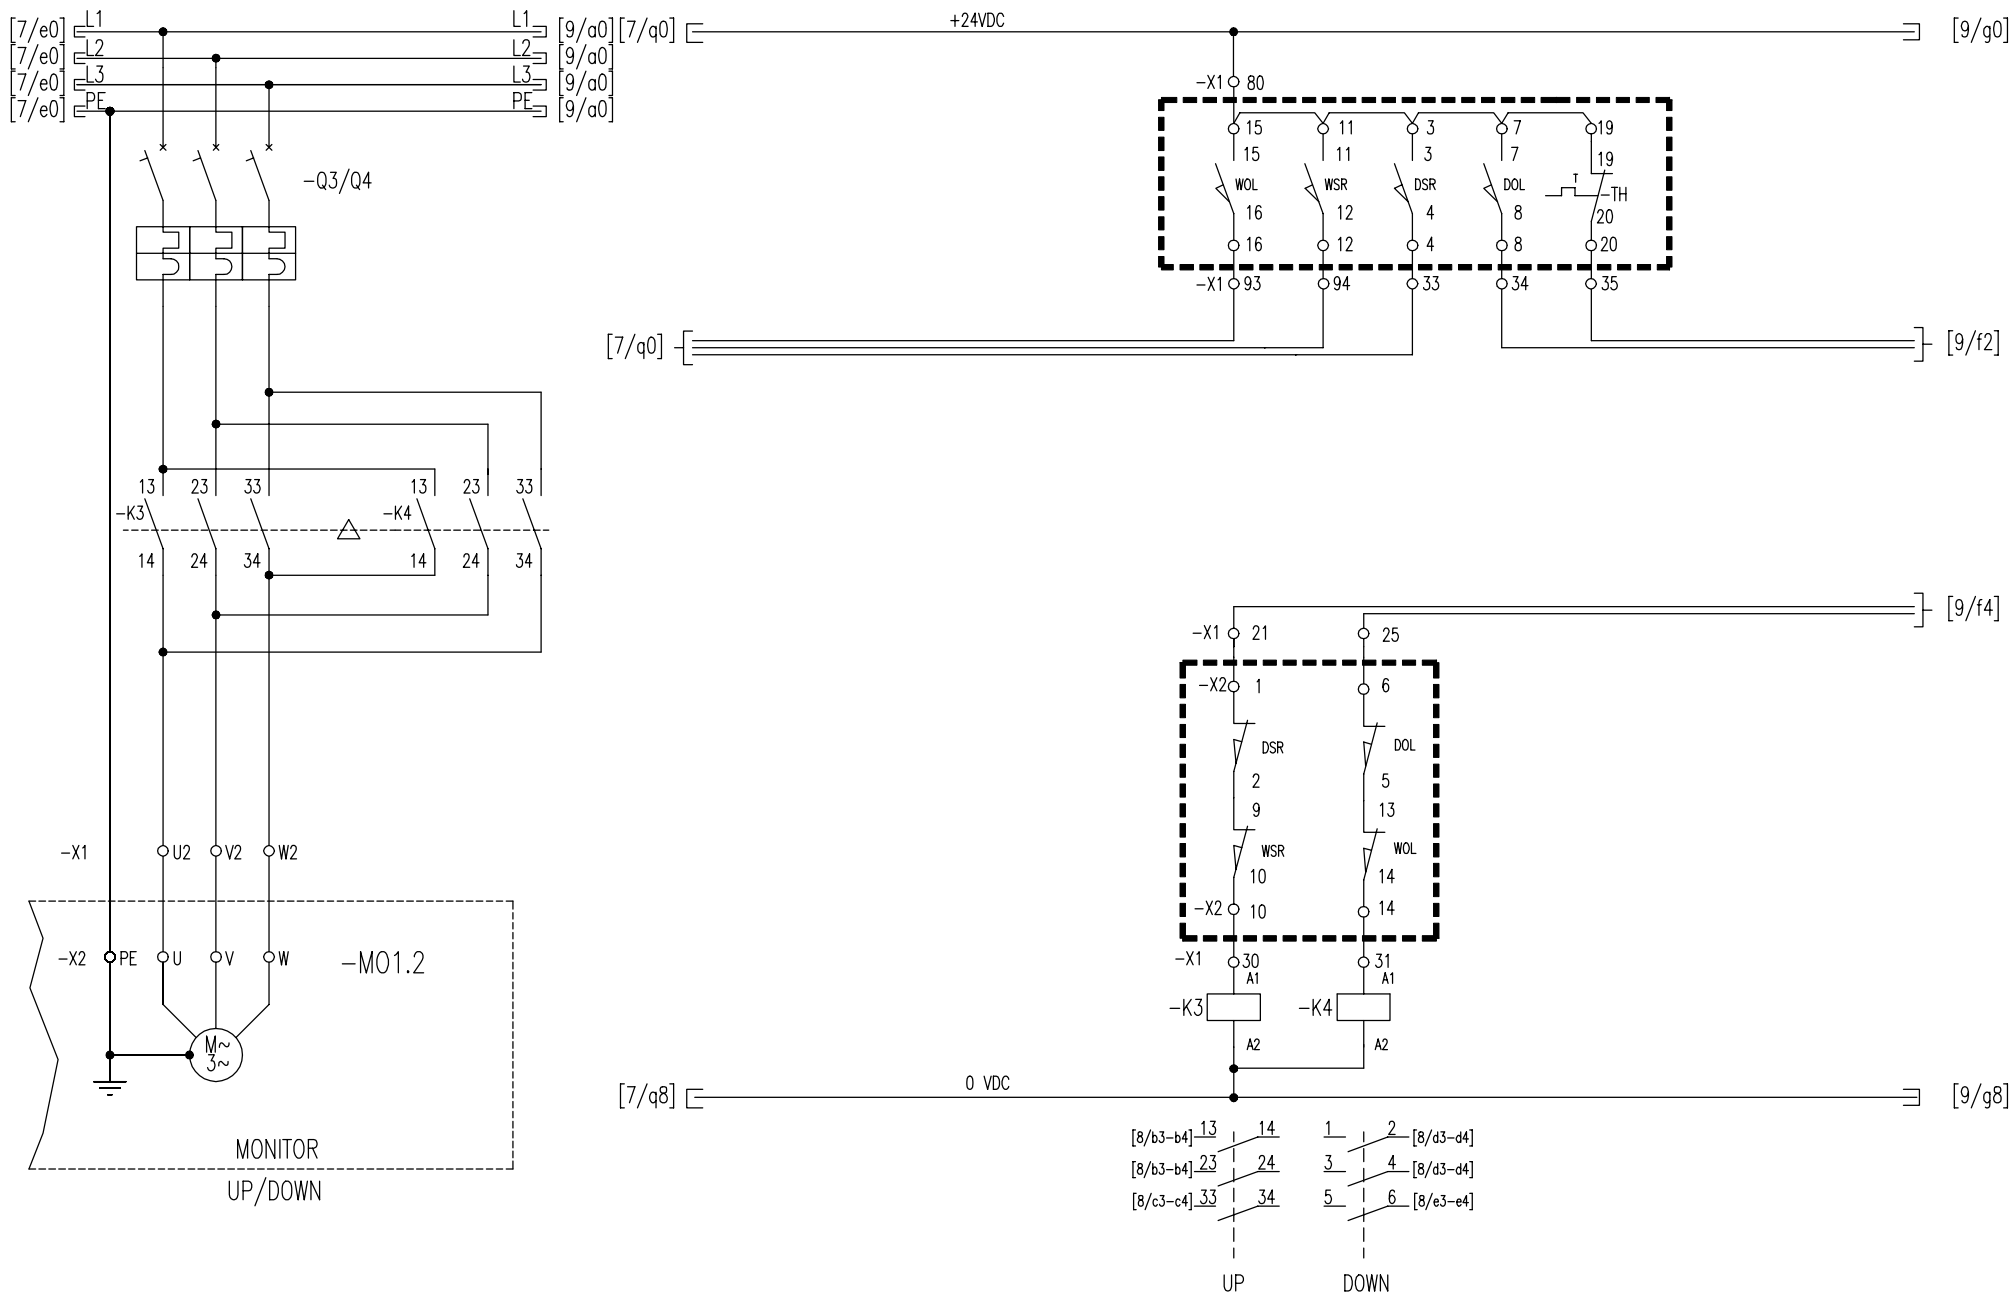 [7/e0] L1 L1 [9/a0] [7/q0] +24VDC [9/g0]
[7/e0] L2 L2 [9/a0]
[7/e0] L3 L3 [9/a0]
[7/e0] PE PE [9/a0]
-X1 80
15 11 3 7 19
15 11 3 7 19
-Q3/Q4
WOL WSR DSR DOL T -TH
16 12 4 8 20
16 12 4 8 20
-X1 93 94 33 34 35
[7/q0] [9/f2]
13 23 33 13 23 33
-K3 -K4
14 24 34 14 24 34
[9/f4]
-X1 21 25
-X2 1 6
DSR DOL
2 5
9 13
WSR WOL
10 14
-X2 10 14
-X1 U2 V2 W2
-X2 PE U V W -MO1.2
-X1 30 31
A1 A1
-K3 -K4
A2 A2
M~
3~
[7/q8] 0 VDC [9/g8]
[8/b3-b4] 13 14 1 2 [8/d3-d4]
[8/b3-b4] 23 24 3 4 [8/d3-d4]
[8/c3-c4] 33 34 5 6 [8/e3-e4]
MONITOR
UP/DOWN
UP DOWN